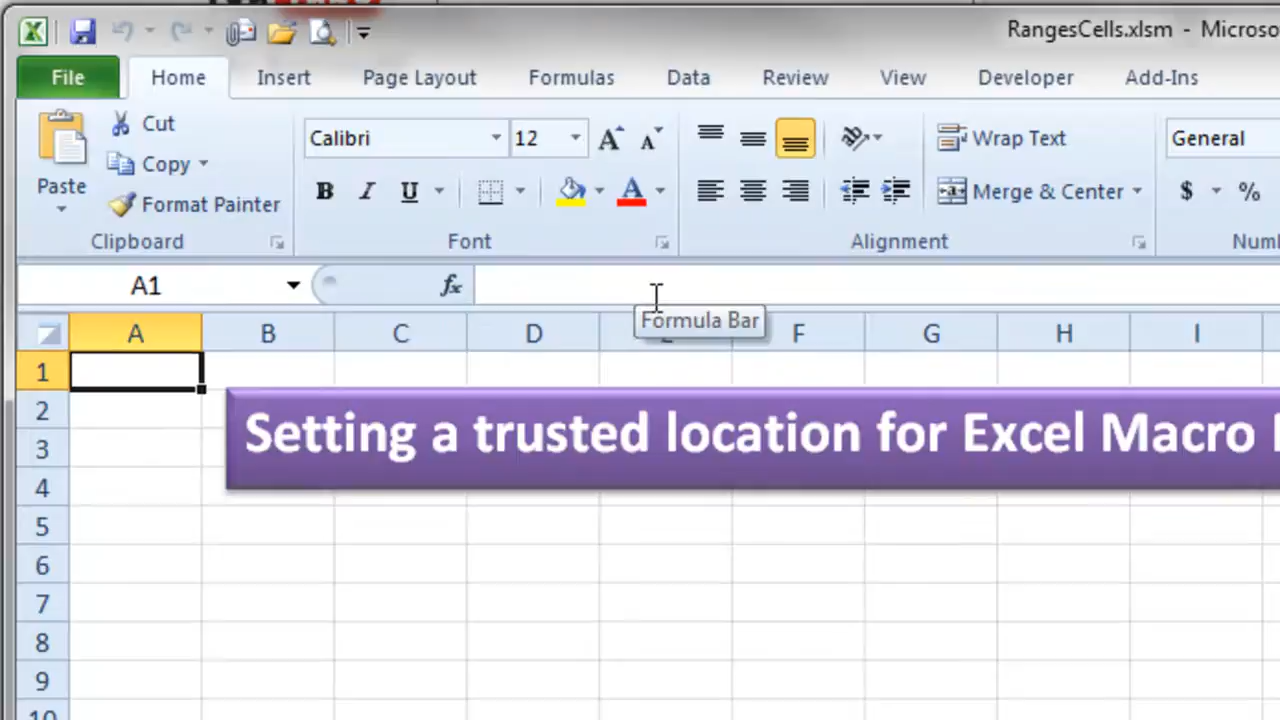 RangesCells.xlsm - Microso
File Home Insert Page Layout Formulas Data Review View Developer Add-Ins
Cut
Copy
Format Painter
Paste
Calibri 12
B I U A
Wrap Text
Merge & Center
General
$ %
Clipboard Font Alignment Num
A1 fx
Formula Bar
A B C D E F G H I
1
2
Setting a trusted location for Excel Macro
3
4
5
6
7
8
9
10